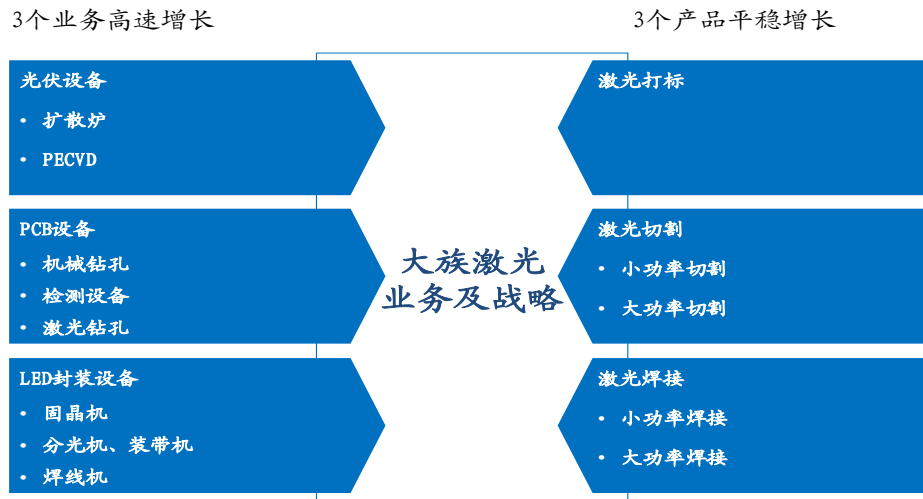 3个业务高速增长
3个产品平稳增长
光伏设备
• 扩散炉
• PECVD
PCB设备
• 机械钻孔
• 检测设备
• 激光钻孔
LED封装设备
• 固晶机
• 分光机、装带机
• 焊线机
大族激光
业务及战略
激光打标
激光切割
• 小功率切割
• 大功率切割
激光焊接
• 小功率焊接
• 大功率焊接